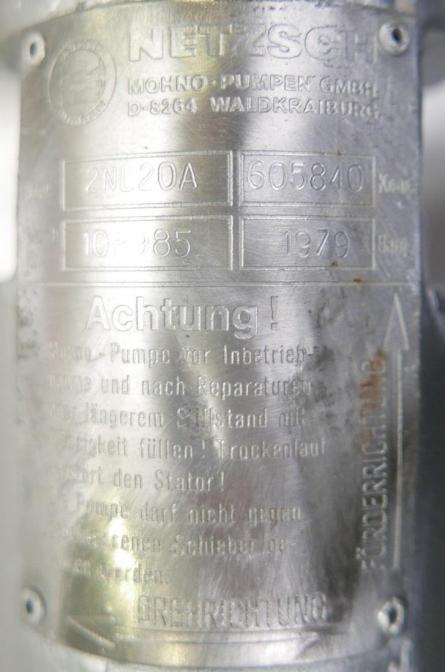 NETZSCH
MOHNO-PUMPEN GMBH
D-8264 WALDKRAIBURG
2NL20A 605840
1979
Achtung!
Pumpe vor Inbetrieb-
und nach Reparaturen
längerem Stillstand mit
füllen! Trockenlauf
den Stator!
Pumpe darf nicht gegen
Schieber
werden.
DREHRICHTUNG
FÖRDERRICHTUNG